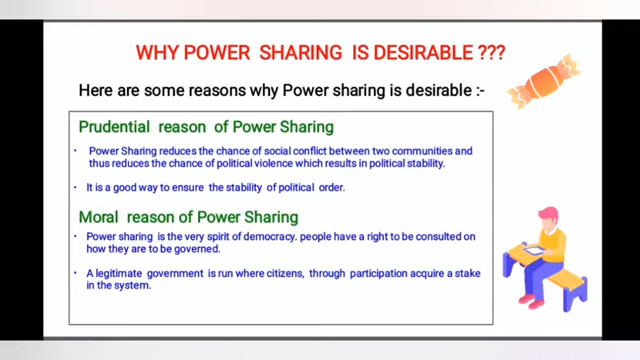 WHY POWER SHARING IS DESIRABLE ???
Here are some reasons why Power sharing is desirable :-
Prudential reason of Power Sharing
• Power Sharing reduces the chance of social conflict between two communities and
thus reduces the chance of political violence which results in political stability.
• It is a good way to ensure the stability of political order.
Moral reason of Power Sharing
• Power sharing is the very spirit of democracy. people have a right to be consulted on
how they are to be governed.
• A legitimate government is run where citizens, through participation acquire a stake
in the system.